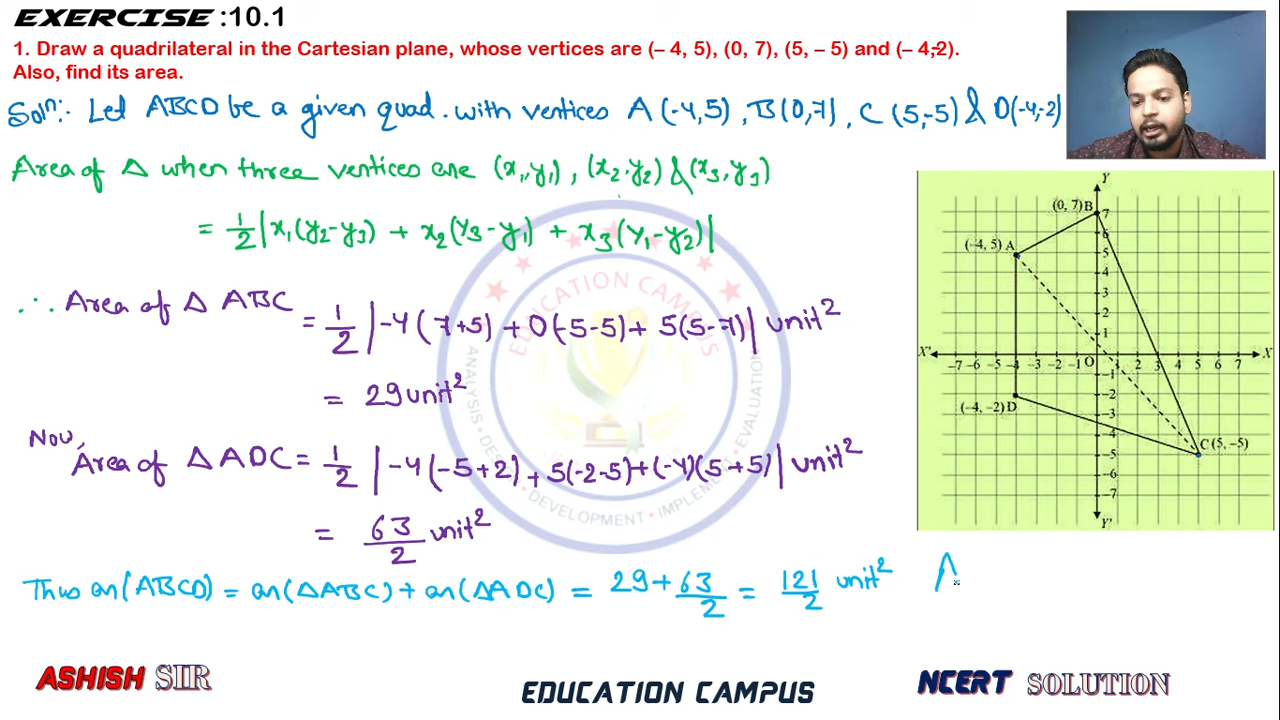 EXERCISE :10.1
1. Draw a quadrilateral in the Cartesian plane, whose vertices are (– 4, 5), (0, 7), (5, – 5) and (– 4,–2).
Also, find its area.
Soln:. Let ABCD be a given quad. with vertices A (-4,5) , B(0,7) , C (5,-5) & D(-4,-2)
Area of Δ when three vertices are (x1,y1) , (x2,y2) & (x3,y3)
= 1/2 |x1(y2-y3) + x2(y3-y1) + x3(y1-y2)|
∴ Area of Δ ABC = 1/2 |-4(7+5) + 0(-5-5) + 5(5-7)| unit2
= 29 unit2
Now, Area of ΔADC = 1/2 |-4(-5+2) + 5(-2-5) + (-4)(5+5)| unit2
= 63/2 unit2
Thus ar(ABCD) = ar(ΔABC) + ar(ΔADC) = 29 + 63/2 = 121/2 unit2
EDUCATION CAMPUS
ANALYSIS • DESIGN • DEVELOPMENT • IMPLEMENT • EVALUATION
Y
(0, 7) B
7
6
(–4, 5) A
5
4
3
2
1
X' –7 –6 –5 –4 –3 –2 –1 O 1 2 3 4 5 6 7 X
–1
–2
(–4, –2) D
–3
–4
C (5, –5)
–5
–6
–7
Y'
ASHISH SIR
EDUCATION CAMPUS
NCERT SOLUTION